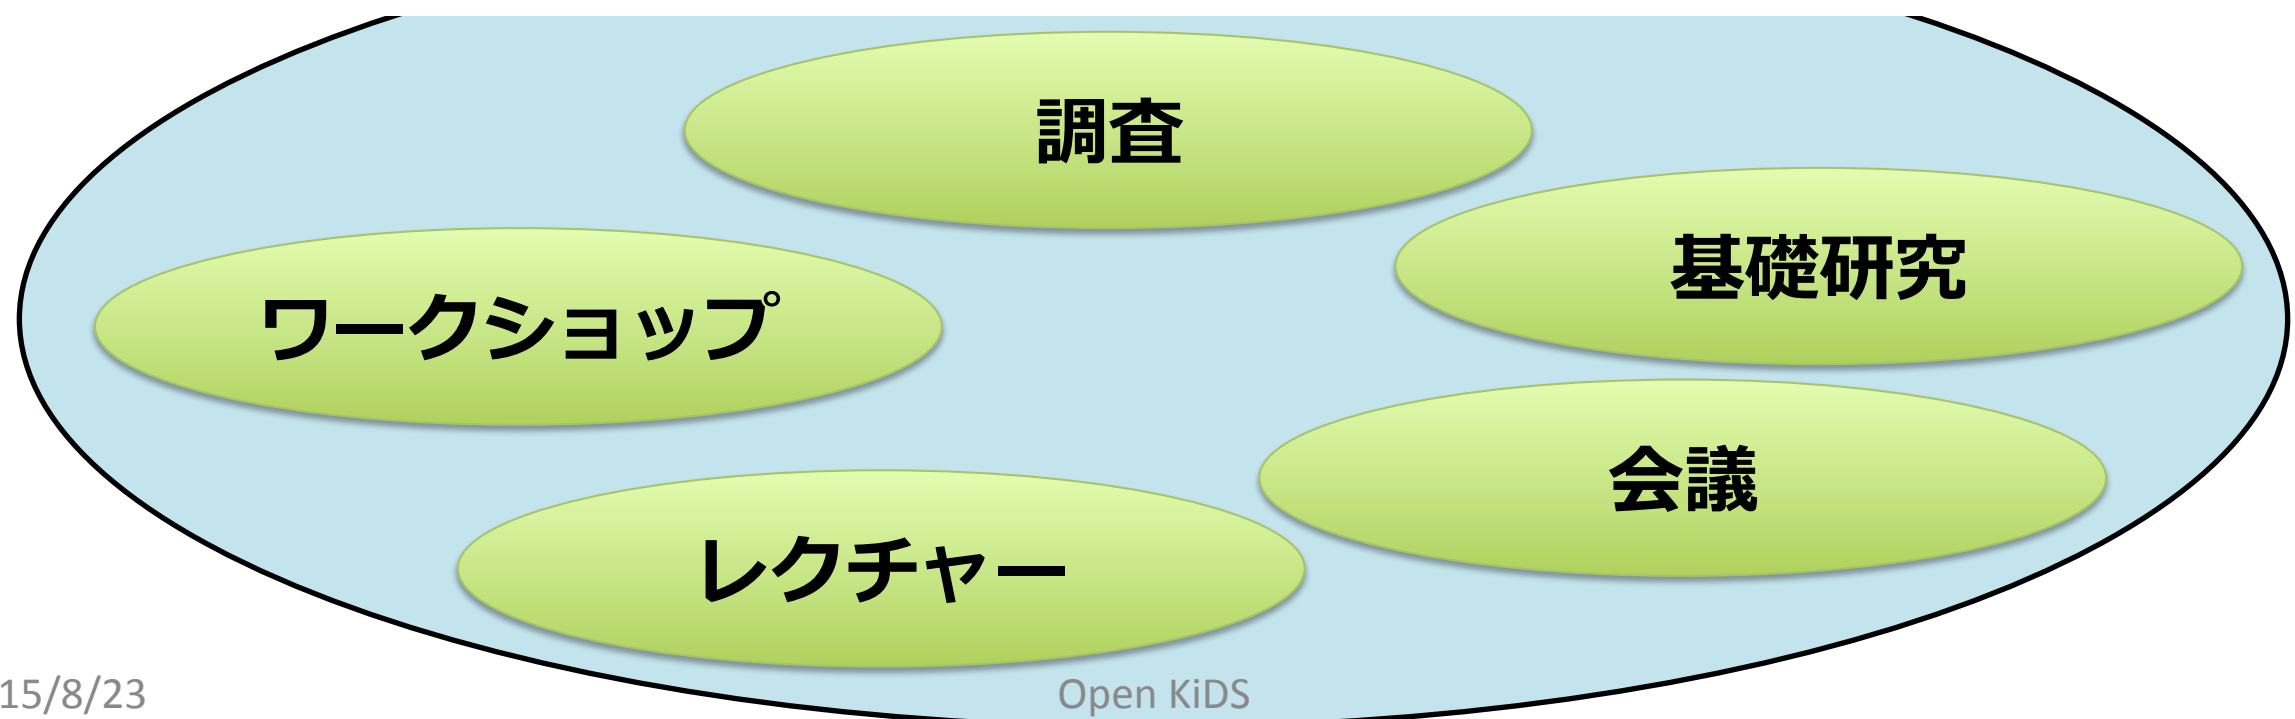 調査
基礎研究
ワークショップ
会議
レクチャー
15/8/23
Open KiDS